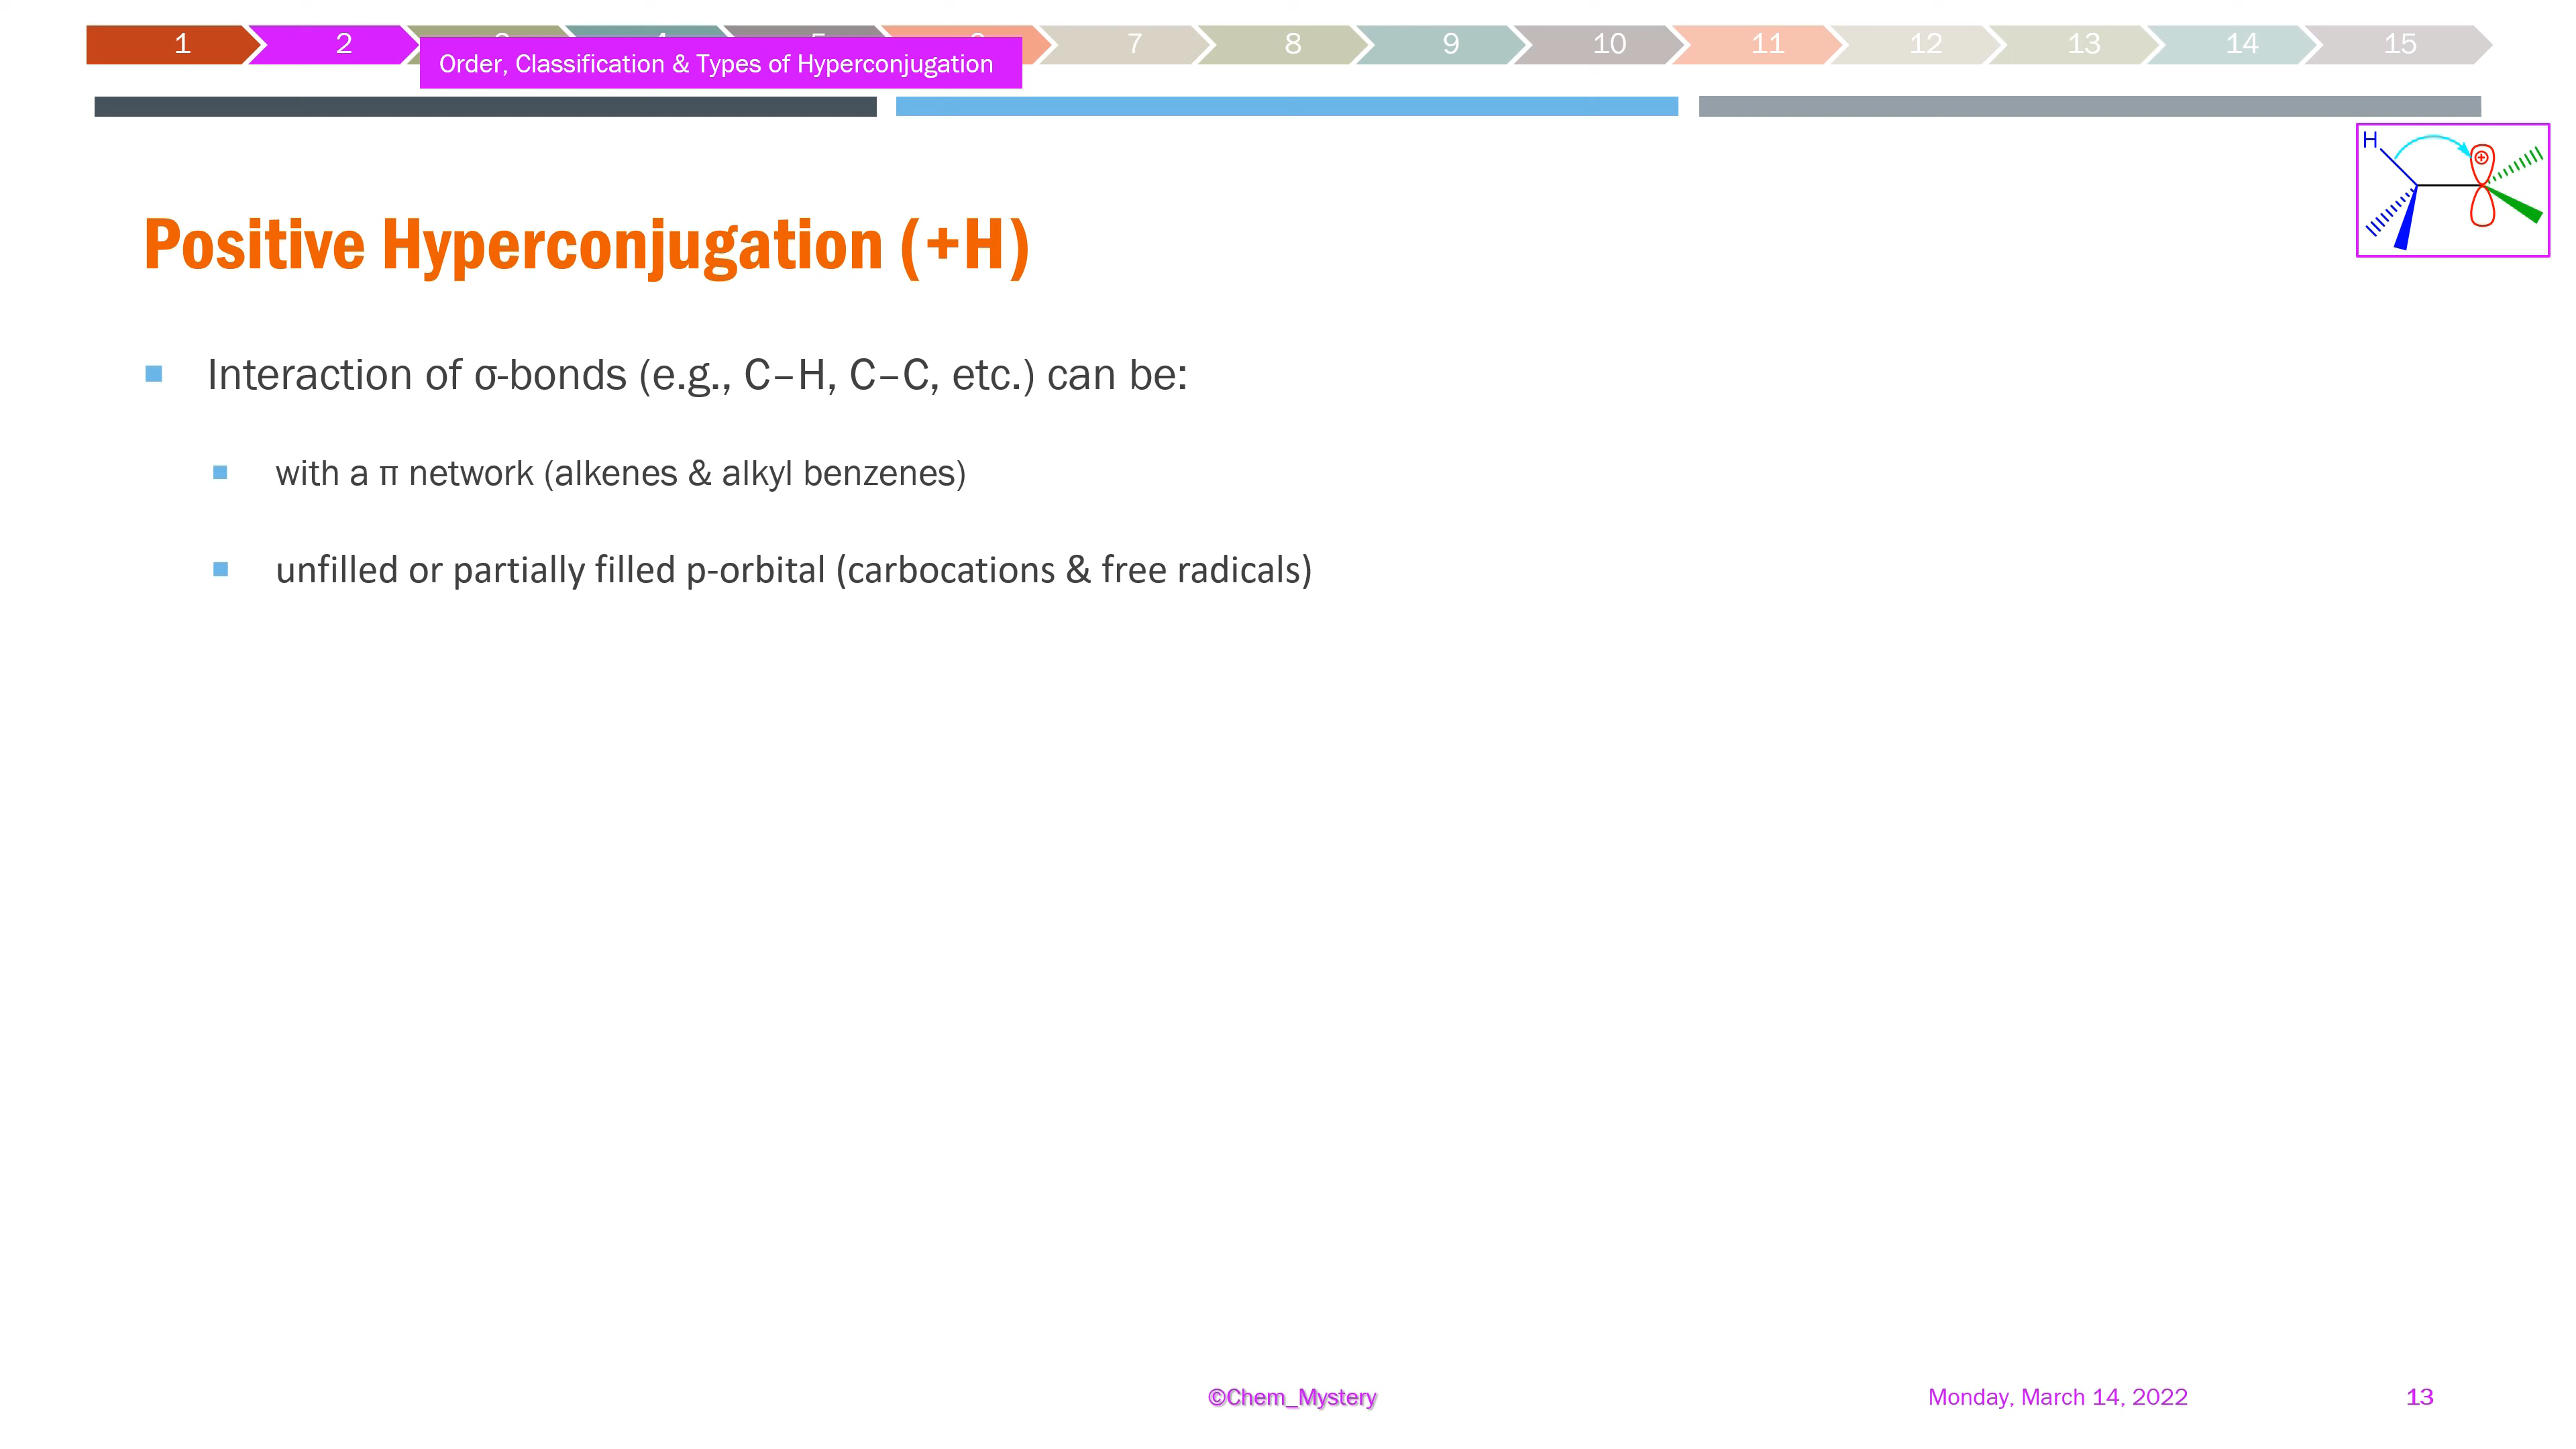 1 2 7 8 9 10 11 12 13 14 15
Order, Classification & Types of Hyperconjugation
H
Positive Hyperconjugation (+H)
Interaction of σ-bonds (e.g., C–H, C–C, etc.) can be:
with a π network (alkenes & alkyl benzenes)
unfilled or partially filled p-orbital (carbocations & free radicals)
©Chem_Mystery
Monday, March 14, 2022
13